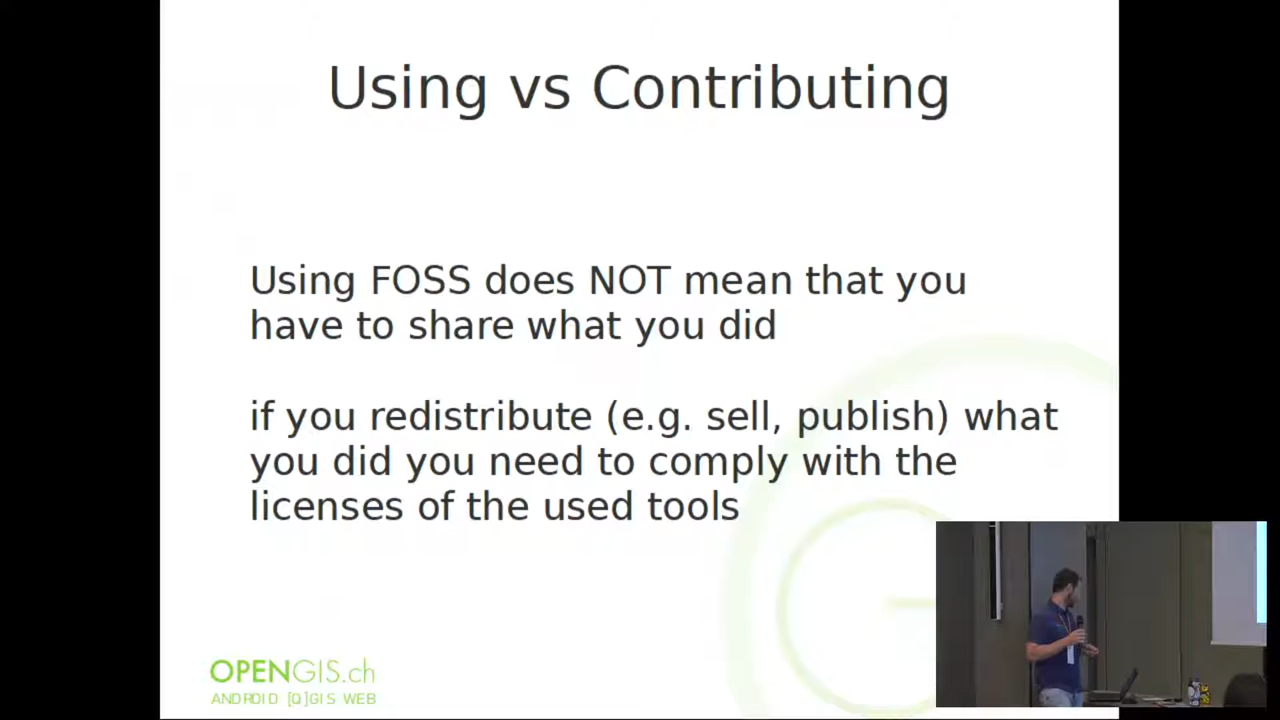 Using vs Contributing
Using FOSS does NOT mean that you
have to share what you did
if you redistribute (e.g. sell, publish) what
you did you need to comply with the
licenses of the used tools
OPENGIS.ch
ANDROID [Q]GIS WEB